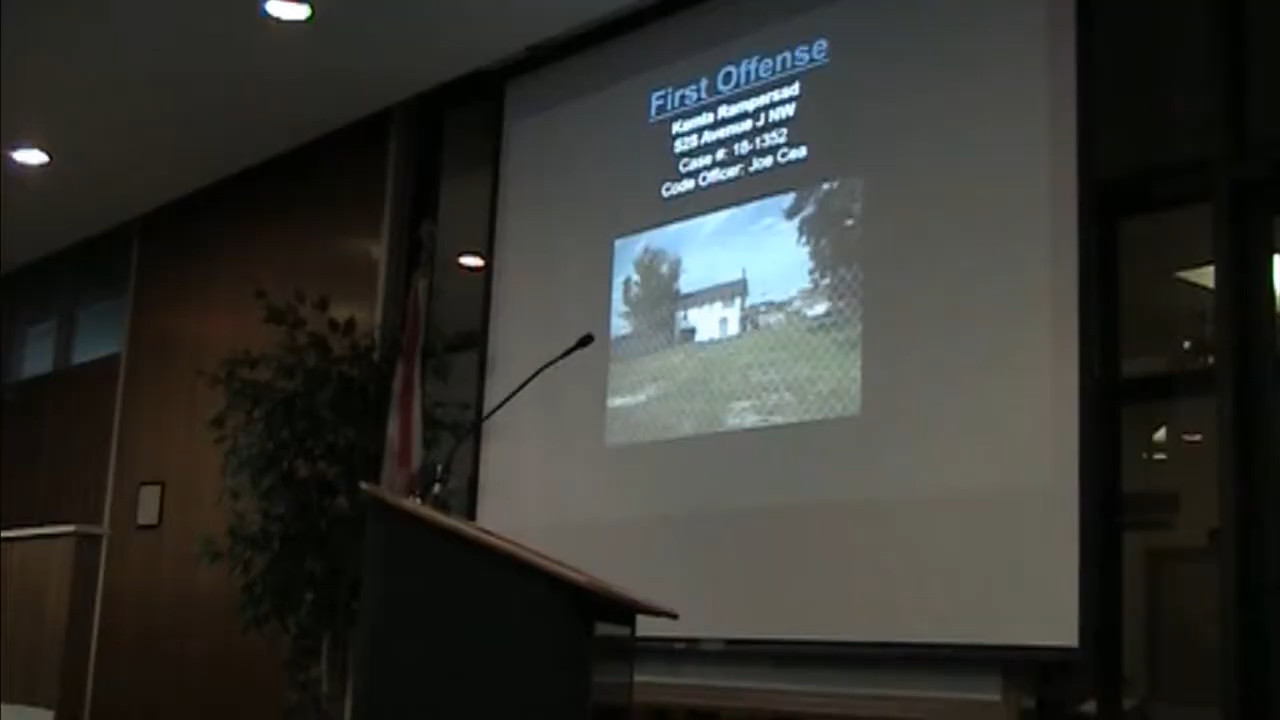 First Offense
Kamla Rampersad
525 Avenue J NW
Case #: 18-1352
Code Officer: Joe Cea